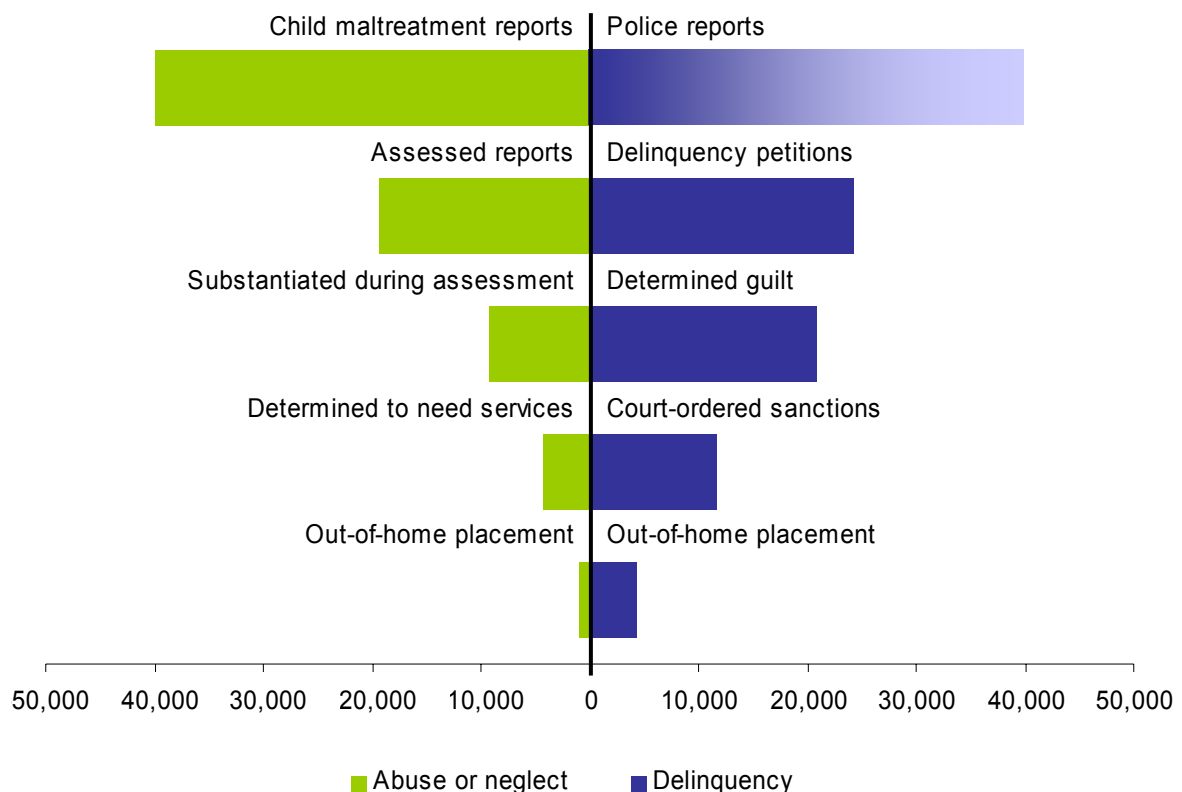 Child maltreatment reports Police reports
Assessed reports Delinquency petitions
Substantiated during assessment Determined guilt
Determined to need services Court-ordered sanctions
Out-of-home placement Out-of-home placement
50,000 40,000 30,000 20,000 10,000 0 10,000 20,000 30,000 40,000 50,000
Abuse or neglect Delinquency